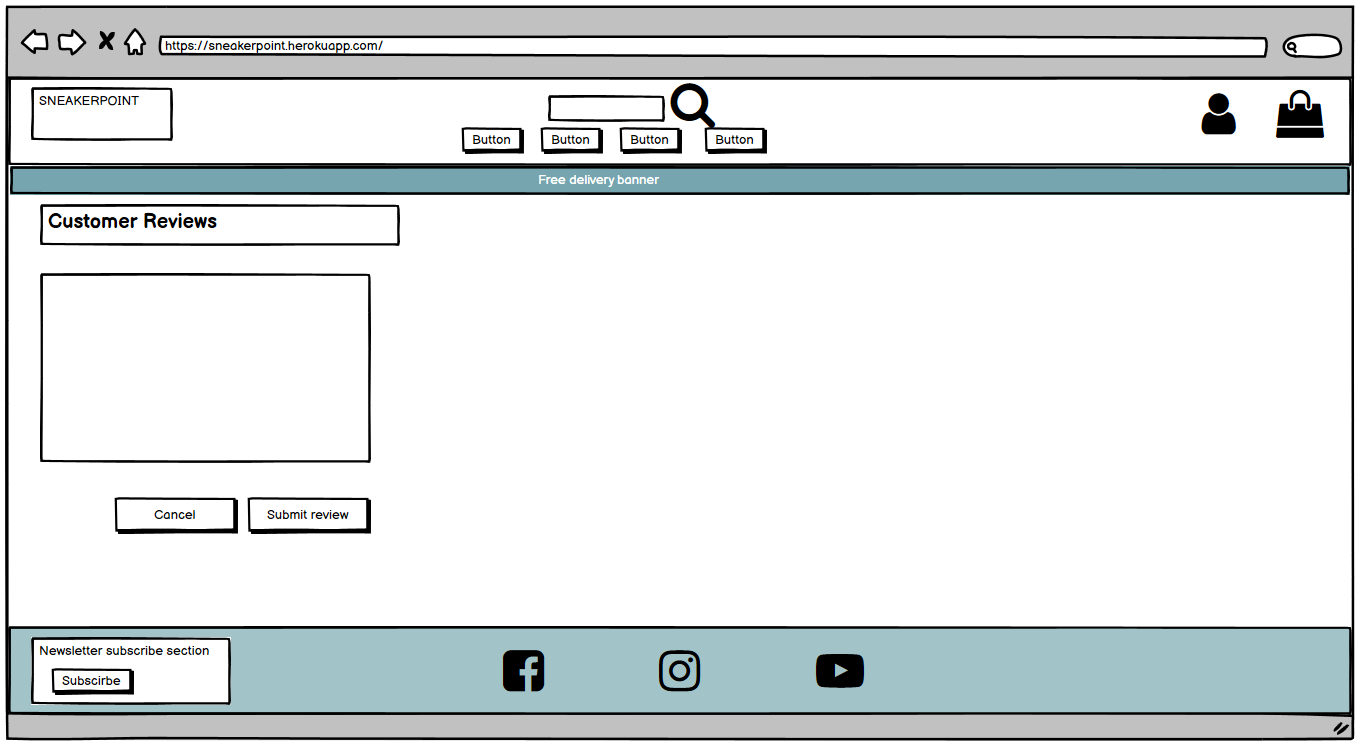 https://sneakerpoint.herokuapp.com/
SNEAKERPOINT
Button Button Button Button
Free delivery banner
Customer Reviews
Cancel Submit review
Newsletter subscribe section
Subscirbe